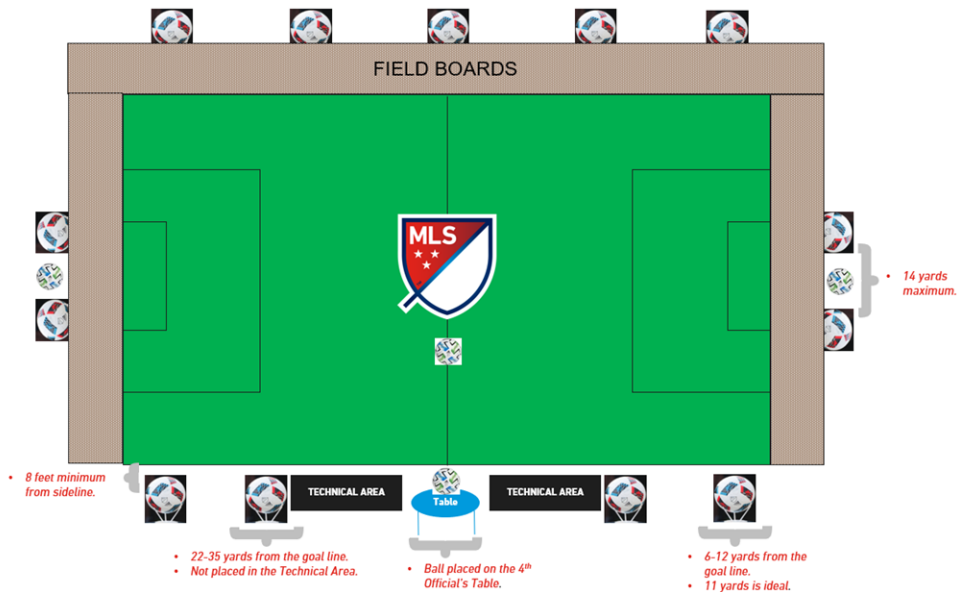 FIELD BOARDS
MLS
• 14 yards
maximum.
• 8 feet minimum
from sideline.
TECHNICAL AREA
Table
TECHNICAL AREA
• 22-35 yards from the goal line.
• Not placed in the Technical Area.
• Ball placed on the 4th
Official's Table.
• 6-12 yards from the
goal line.
• 11 yards is ideal.